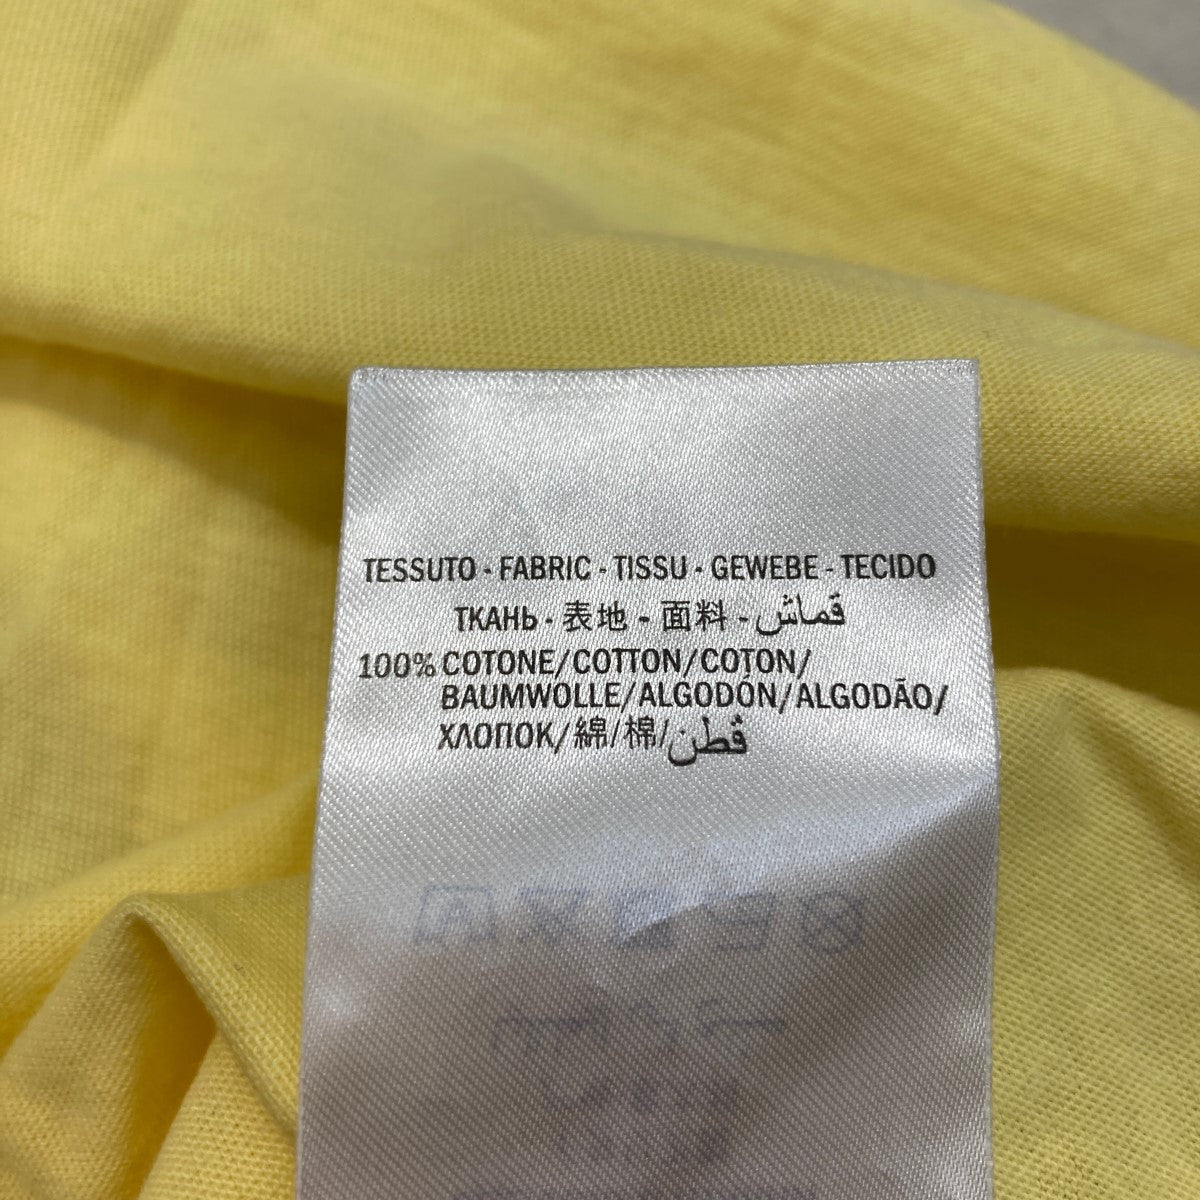 TESSUTO - FABRIC - TISSU - GEWEBE - TECIDO
ТКАНЬ - 表地 - 面料 - قماش
100% COTONE/COTTON/COTON/
BAUMWOLLE/ALGODÓN/ALGODÃO/
ХЛОПОК/綿/棉/قطن